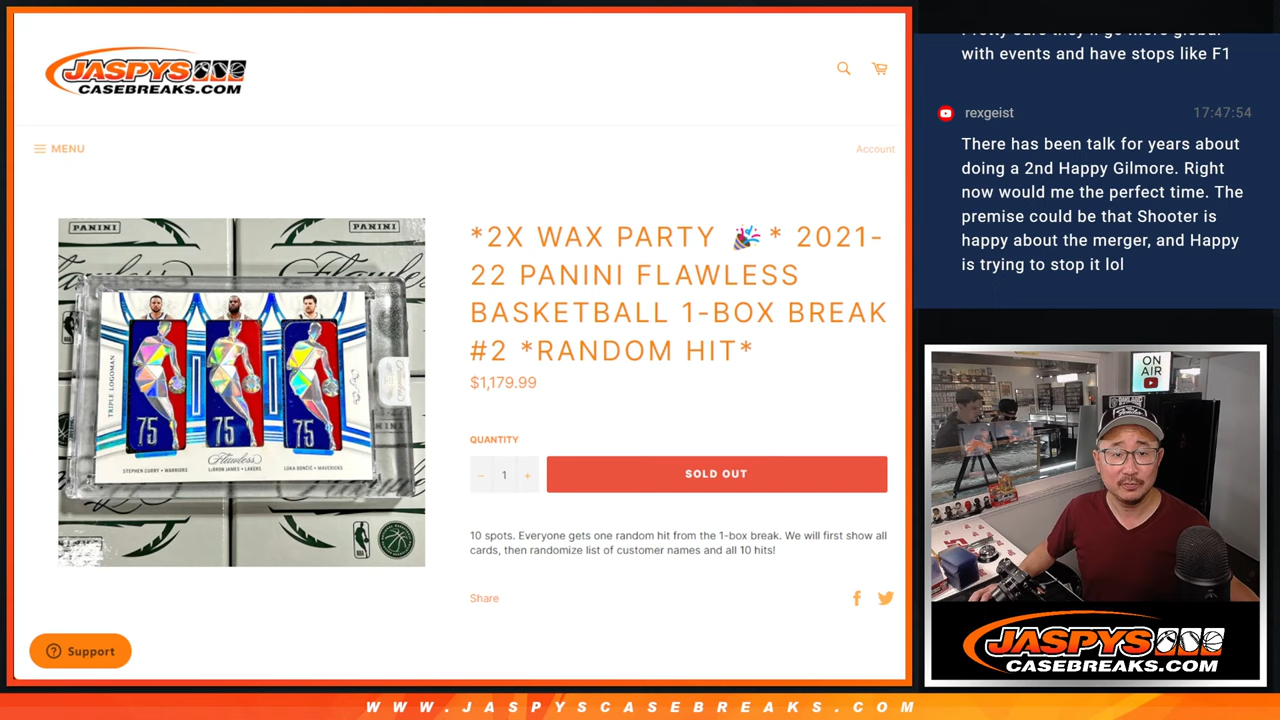 JASPYS
CASEBREAKS.COM
MENU
Account
PANINI
PANINI
Flawless
TRIPLE LOGOMAN
75
75
75
Flawless
STEPHEN CURRY • WARRIORS
LeBRON JAMES • LAKERS
LUKA DONČIĆ • MAVERICKS
NBA
*2X WAX PARTY 🎉* 2021-
22 PANINI FLAWLESS
BASKETBALL 1-BOX BREAK
#2 *RANDOM HIT*
$1,179.99
QUANTITY
− 1 +
SOLD OUT
10 spots. Everyone gets one random hit from the 1-box break. We will first show all
cards, then randomize list of customer names and all 10 hits!
Share
Support
with events and have stops like F1
rexgeist 17:47:54
There has been talk for years about
doing a 2nd Happy Gilmore. Right
now would me the perfect time. The
premise could be that Shooter is
happy about the merger, and Happy
is trying to stop it lol
ON
AIR
JASPYS
CASEBREAKS.COM
WWW.JASPYSCASEBREAKS.COM